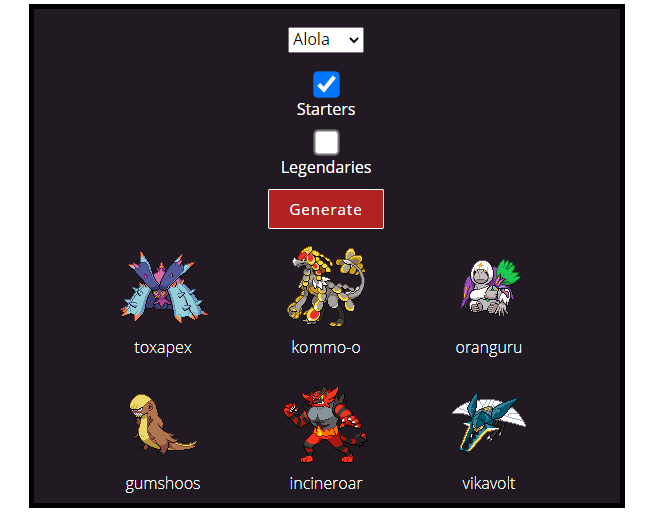 Alola
Starters
Legendaries
Generate
toxapex kommo-o oranguru
gumshoos incineroar vikavolt